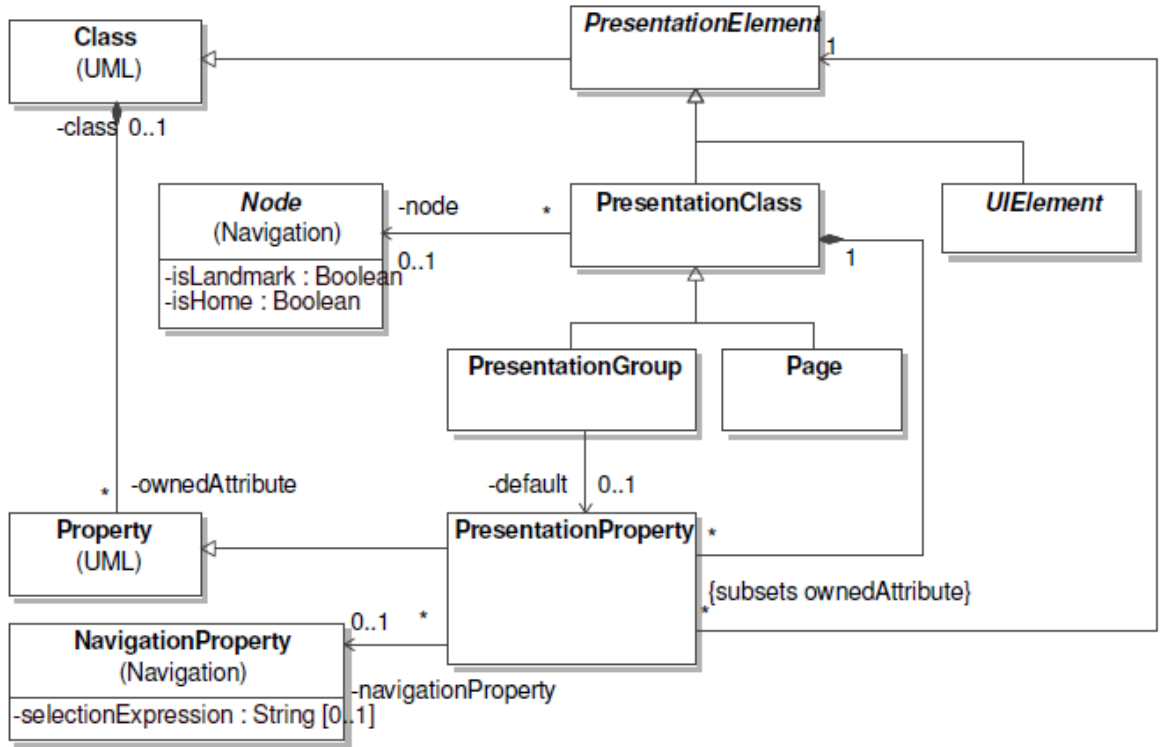 Class
(UML)
PresentationElement
1
-class 0..1
Node
(Navigation)
-isLandmark : Boolean
-isHome : Boolean
-node
*
0..1
PresentationClass
1
UIElement
PresentationGroup
Page
-default 0..1
* -ownedAttribute
Property
(UML)
PresentationProperty
*
{subsets ownedAttribute}
*
0..1 *
NavigationProperty
(Navigation)
-navigationProperty
-selectionExpression : String [0..1]